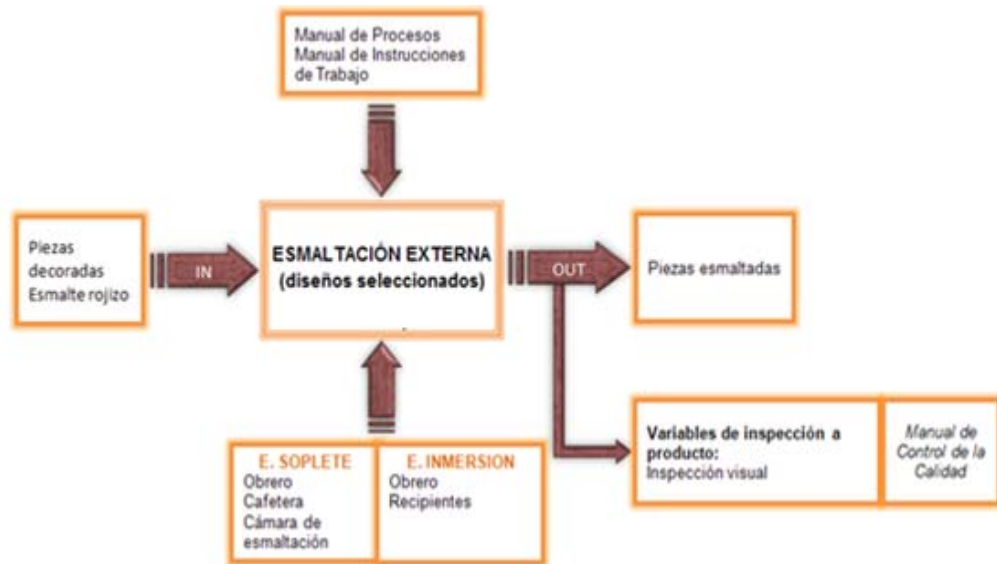 Manual de Procesos
Manual de Instrucciones
de Trabajo
Piezas
decoradas
Esmalte rojizo
IN
ESMALTACIÓN EXTERNA
(diseños seleccionados)
OUT
Piezas esmaltadas
E. SOPLETE
Obrero
Cafetera
Cámara de
esmaltación
E. INMERSION
Obrero
Recipientes
Variables de inspección a
producto:
Inspección visual
Manual de
Control de la
Calidad